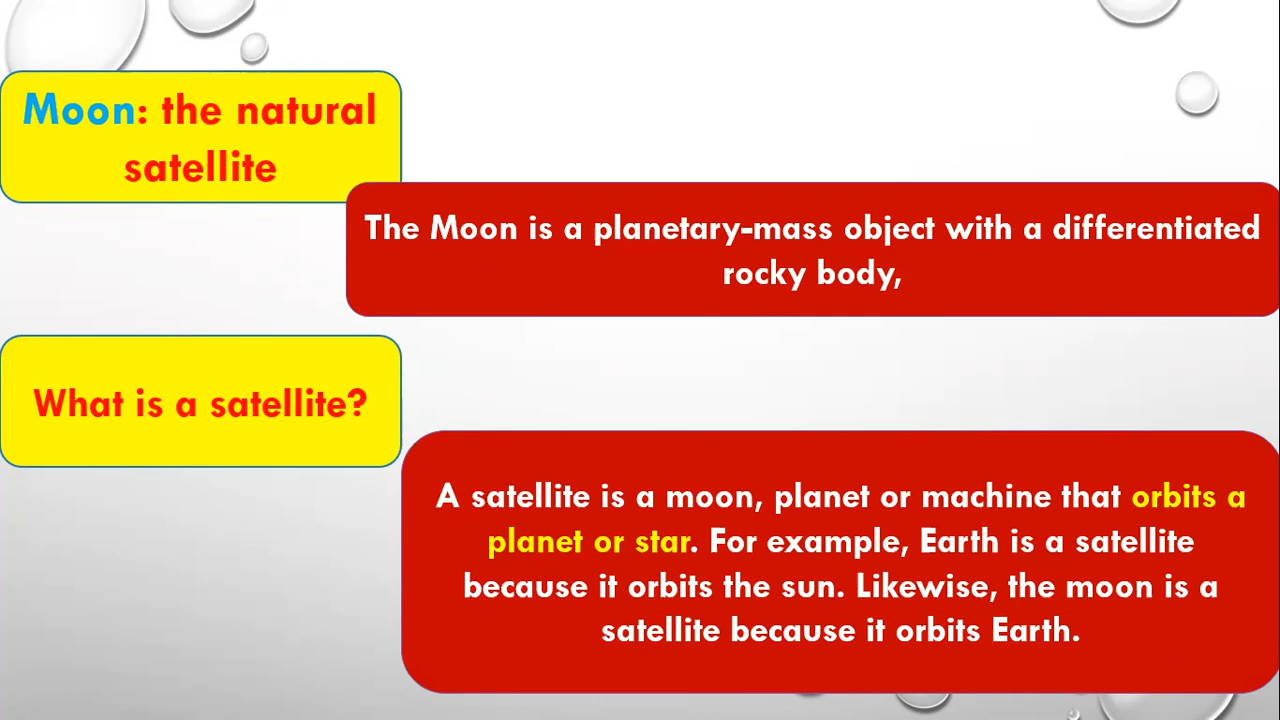 Moon: the natural
satellite
The Moon is a planetary-mass object with a differentiated
rocky body,
What is a satellite?
A satellite is a moon, planet or machine that orbits a
planet or star. For example, Earth is a satellite
because it orbits the sun. Likewise, the moon is a
satellite because it orbits Earth.